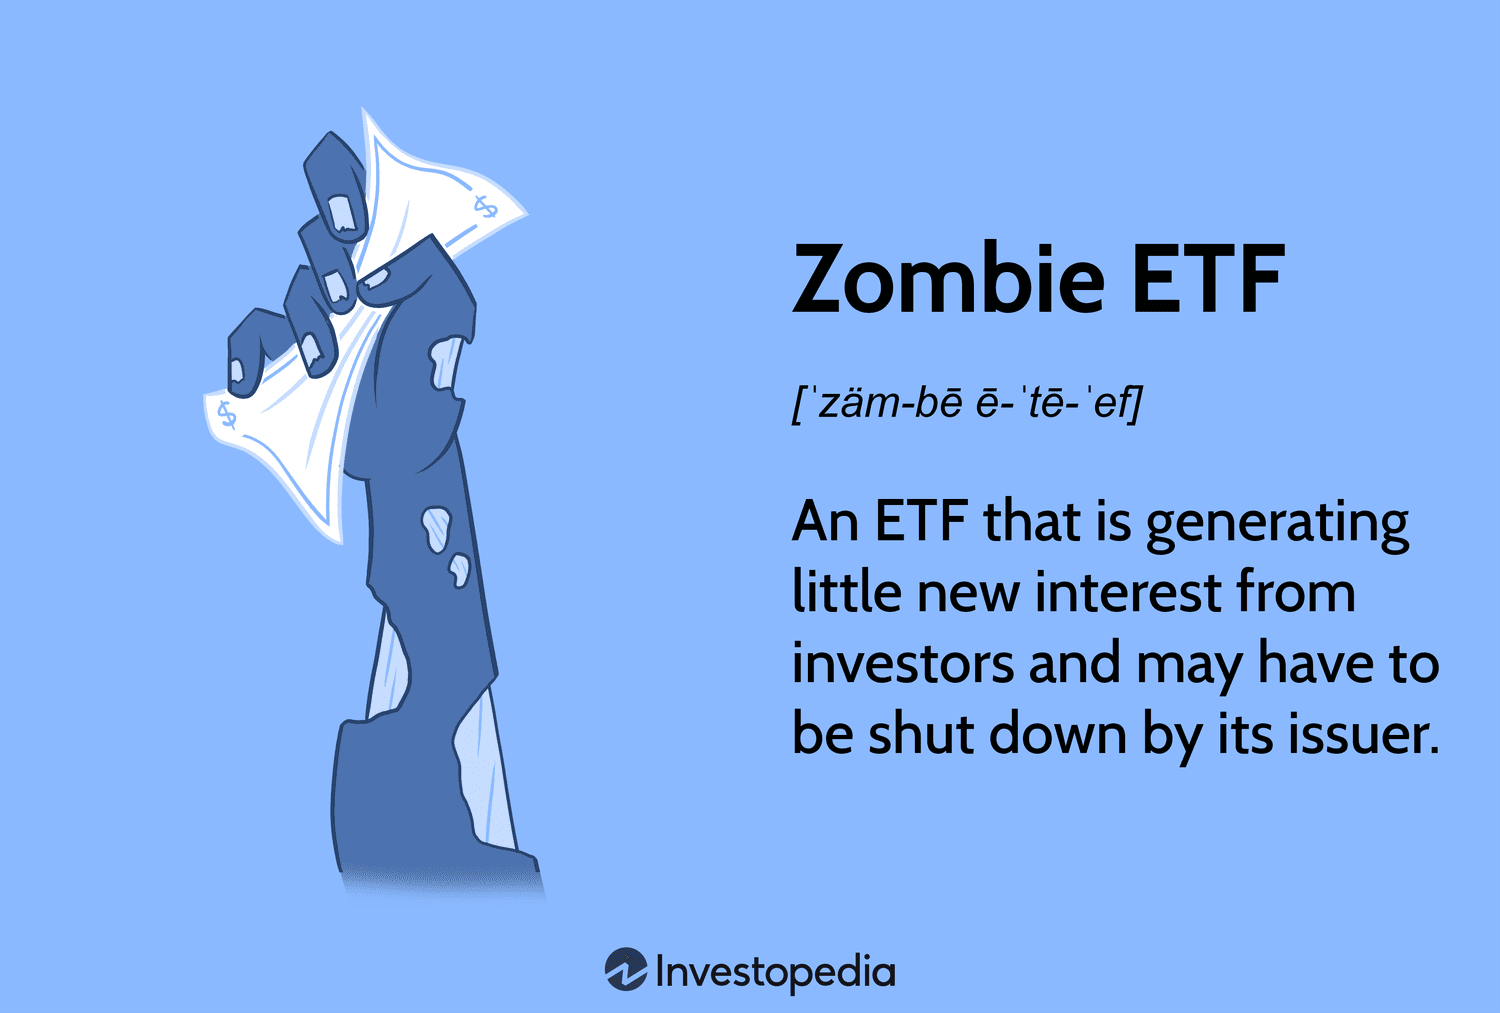 $
$
Zombie ETF
[ˈzäm-bē ē-ˈtē-ˈef]
An ETF that is generating
little new interest from
investors and may have to
be shut down by its issuer.
Investopedia